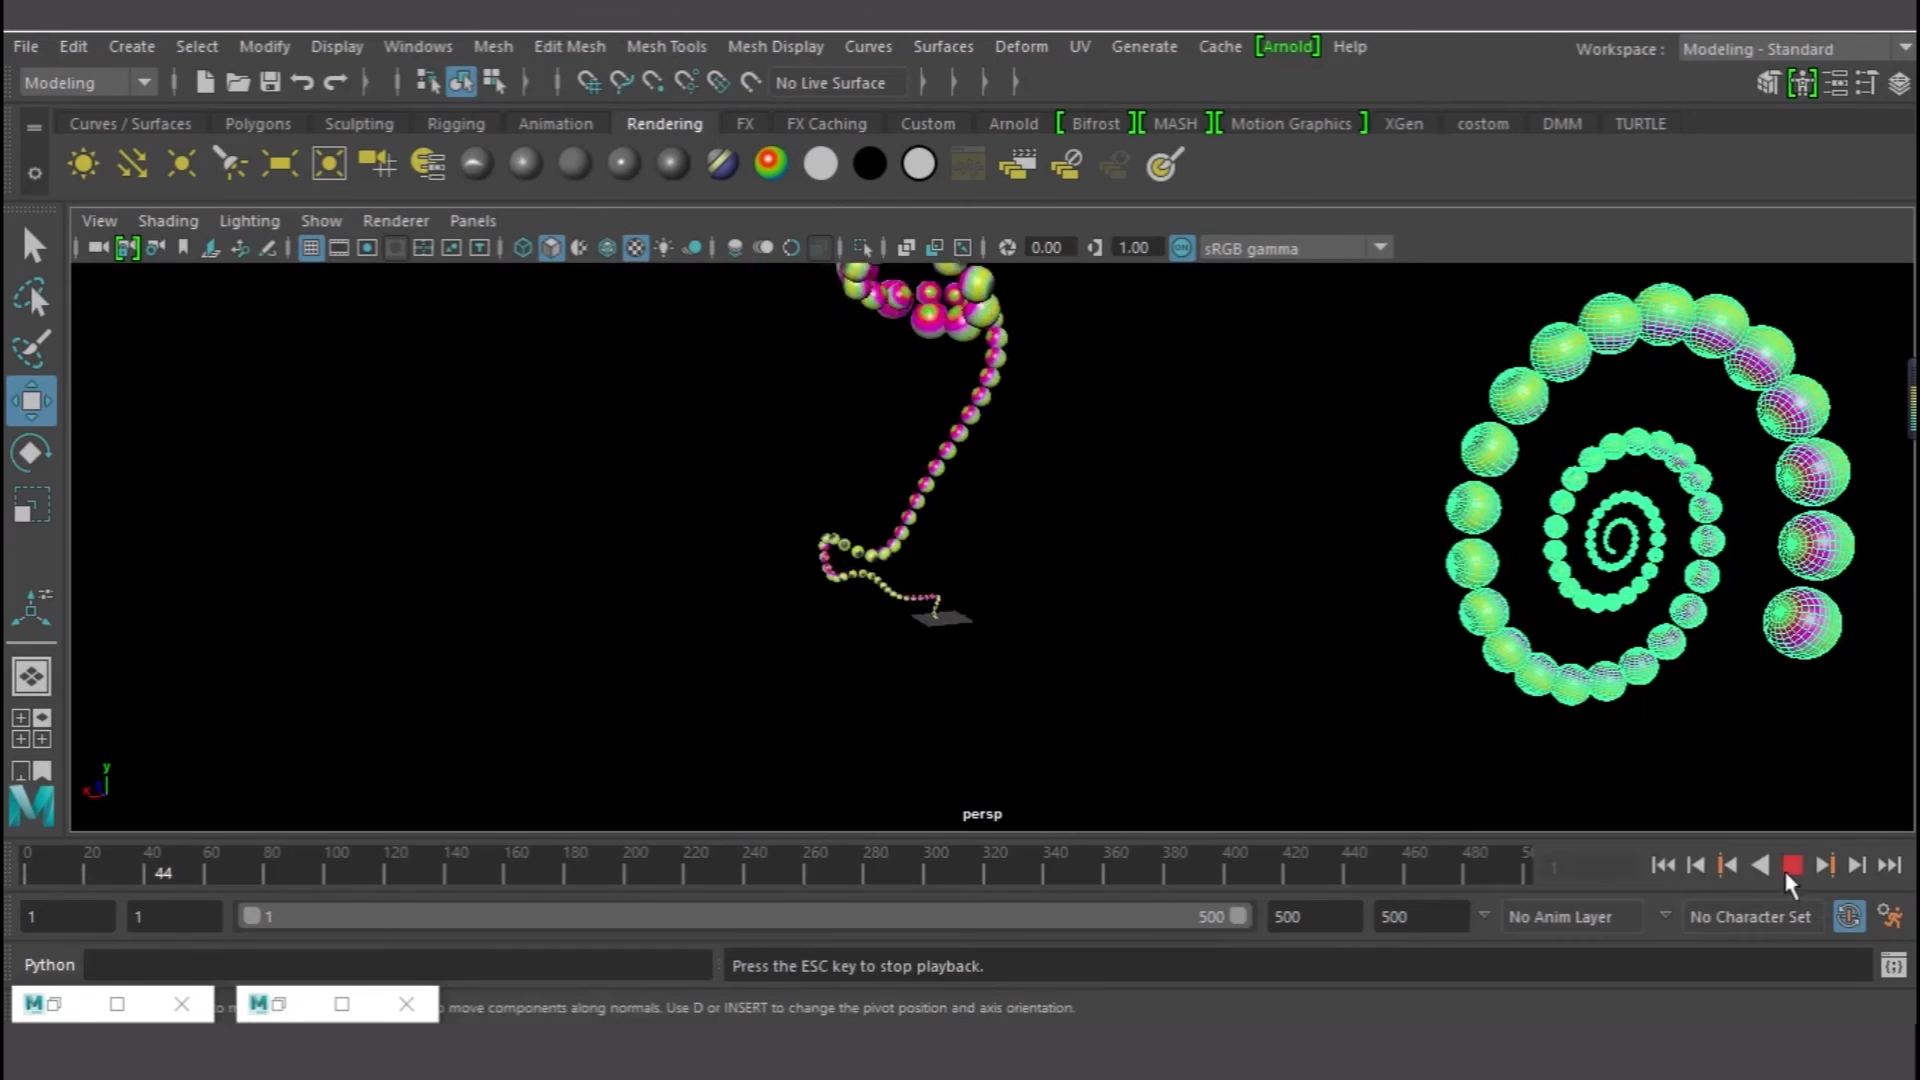 File Edit Create Select Modify Display Windows Mesh Edit Mesh Mesh Tools Mesh Display Curves Surfaces Deform UV Generate Cache [Arnold] Help Workspace : Modeling - Standard
Modeling No Live Surface
Curves / Surfaces Polygons Sculpting Rigging Animation Rendering FX FX Caching Custom Arnold [ Bifrost ][ MASH ][ Motion Graphics ] XGen costom DMM TURTLE
View Shading Lighting Show Renderer Panels
0.00 1.00 ON sRGB gamma
y
x
persp
M
0 20 40 60 80 100 120 140 160 180 200 220 240 260 280 300 320 340 360 380 400 420 440 460 480
44 1
1 1 1 500 500 500 No Anim Layer No Character Set
Python Press the ESC key to stop playback.
M M move components along normals. Use D or INSERT to change the pivot position and axis orientation.